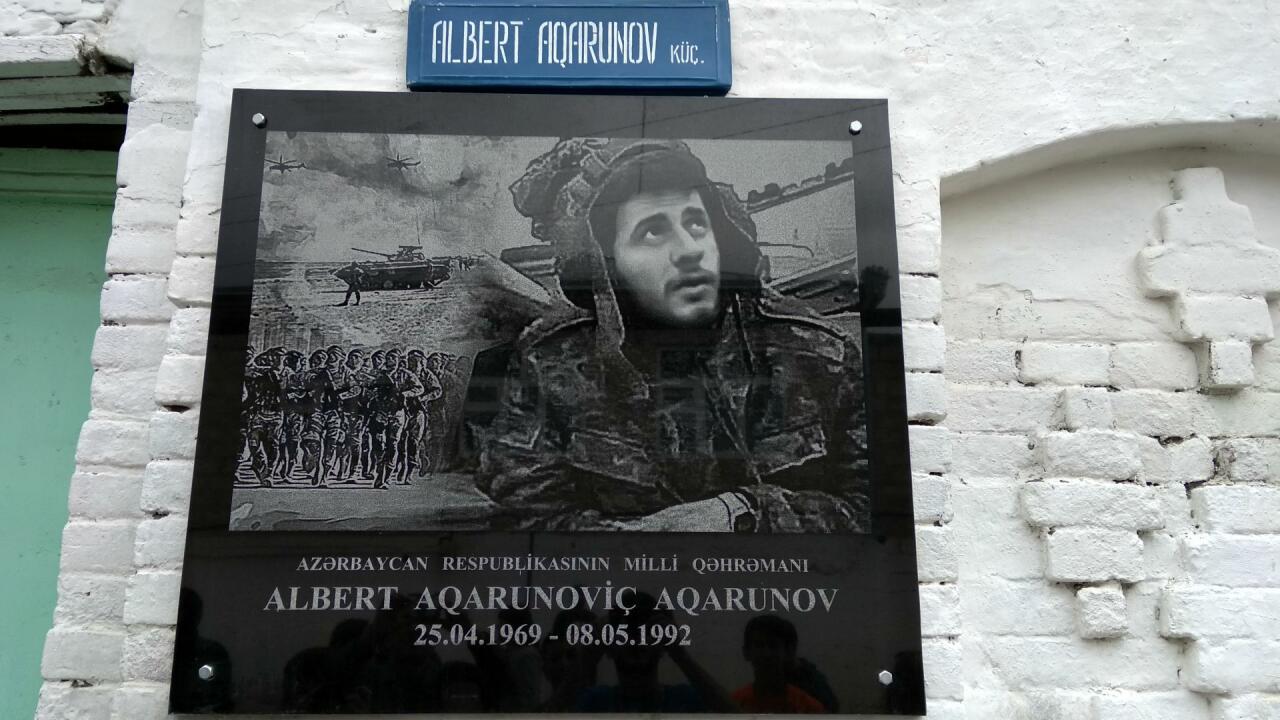 ALBERT AQARUNOV KÜÇ.
AZƏRBAYCAN RESPUBLİKASININ MİLLİ QƏHRƏMANI
ALBERT AQARUNOVİÇ AQARUNOV
25.04.1969 - 08.05.1992